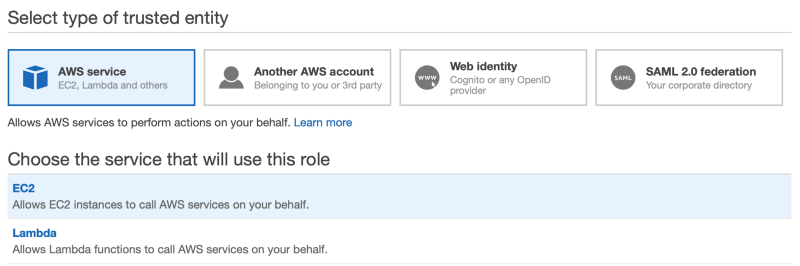 Select type of trusted entity
AWS service
EC2, Lambda and others
Another AWS account
Belonging to you or 3rd party
www
Web identity
Cognito or any OpenID
provider
SAML
SAML 2.0 federation
Your corporate directory
Allows AWS services to perform actions on your behalf. Learn more
Choose the service that will use this role
EC2
Allows EC2 instances to call AWS services on your behalf.
Lambda
Allows Lambda functions to call AWS services on your behalf.